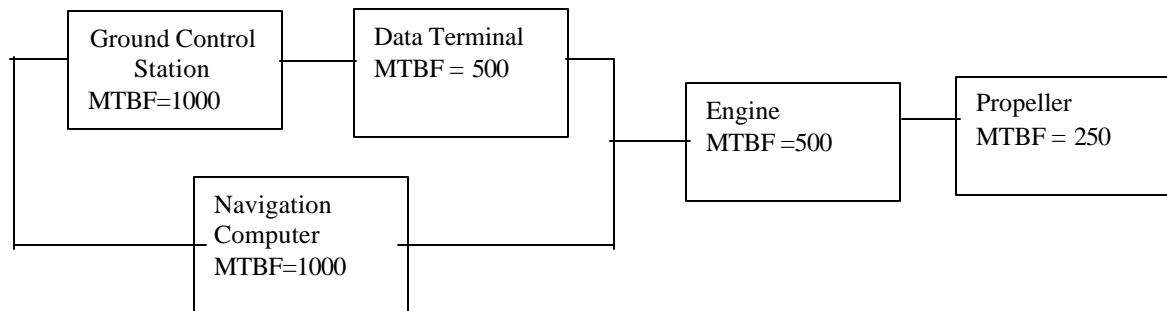 Ground Control
Station
MTBF=1000
Data Terminal
MTBF = 500
Engine
MTBF =500
Propeller
MTBF = 250
Navigation
Computer
MTBF=1000